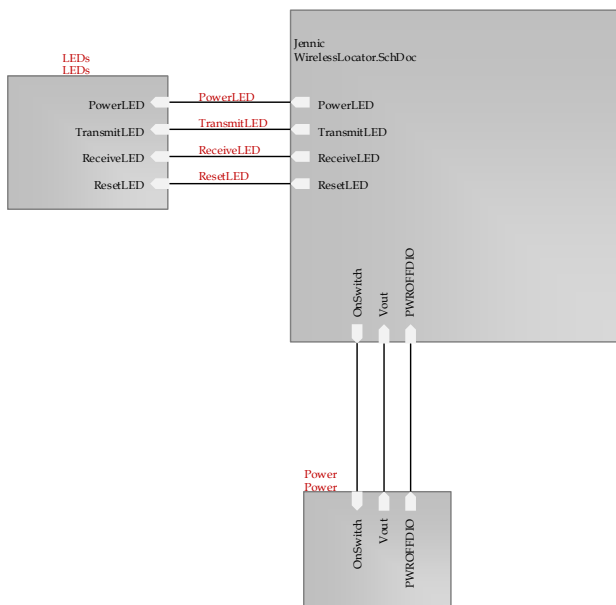 Jennic
WirelessLocator.SchDoc
LEDs
LEDs
PowerLED PowerLED PowerLED
TransmitLED TransmitLED TransmitLED
ReceiveLED ReceiveLED ReceiveLED
ResetLED ResetLED ResetLED
OnSwitch
Vout
PWROFFDIO
Power
Power
OnSwitch
Vout
PWROFFDIO